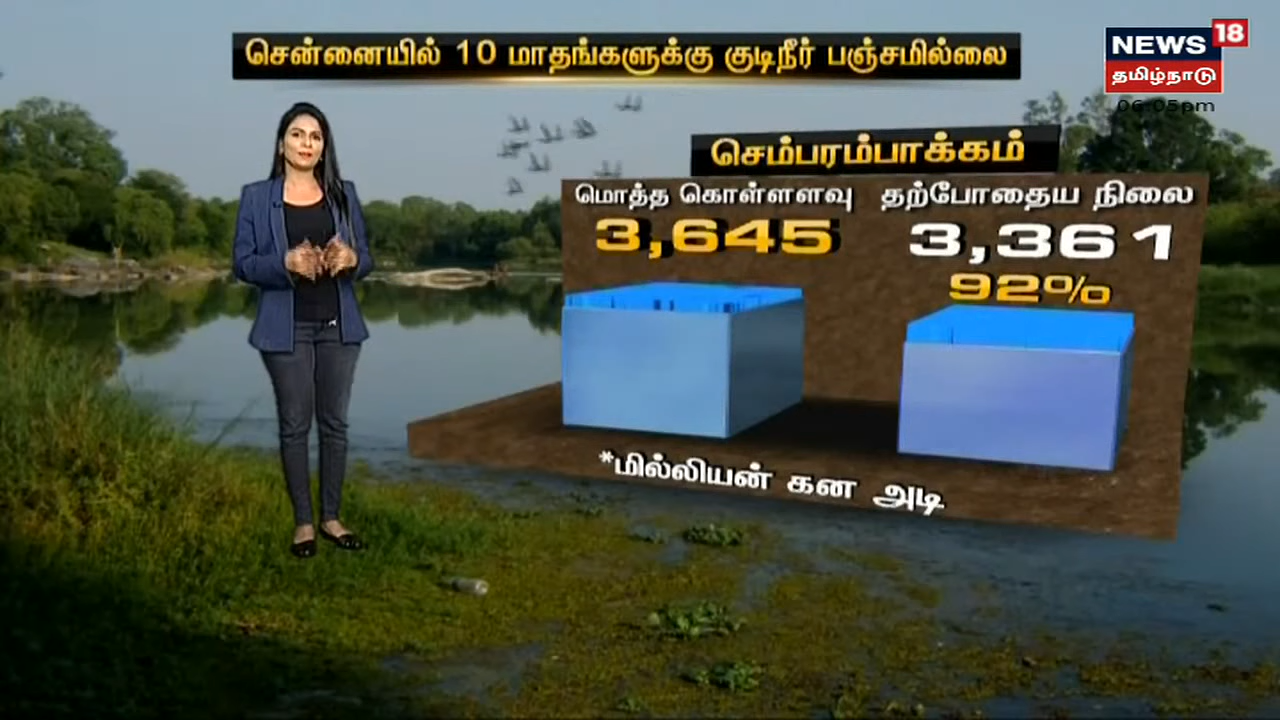 சென்னையில் 10 மாதங்களுக்கு குடிநீர் பஞ்சமில்லை
NEWS 18
தமிழ்நாடு
06:05pm
செம்பரம்பாக்கம்
மொத்த கொள்ளளவு தற்போதைய நிலை
3,645 3,361
92%
*மில்லியன் கன அடி